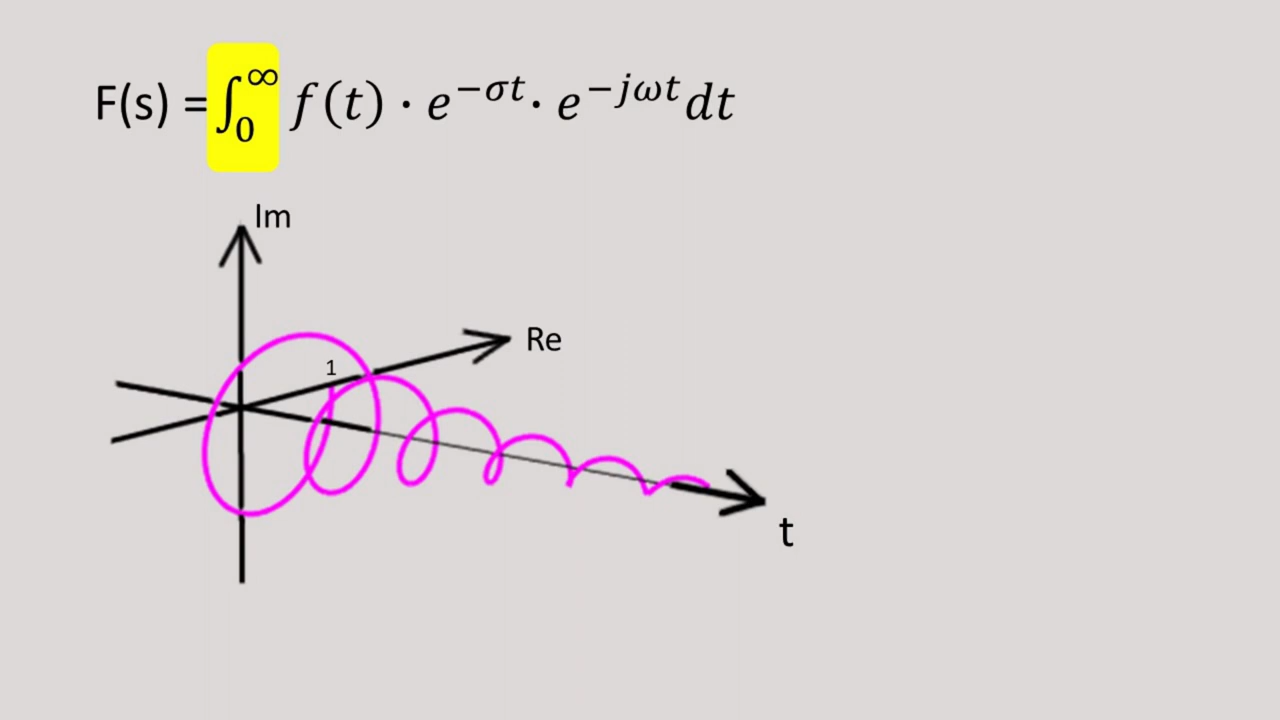 F(s) = ∫₀^∞ f(t) · e^{−σt} · e^{−jωt} dt
Im
Re
1
t